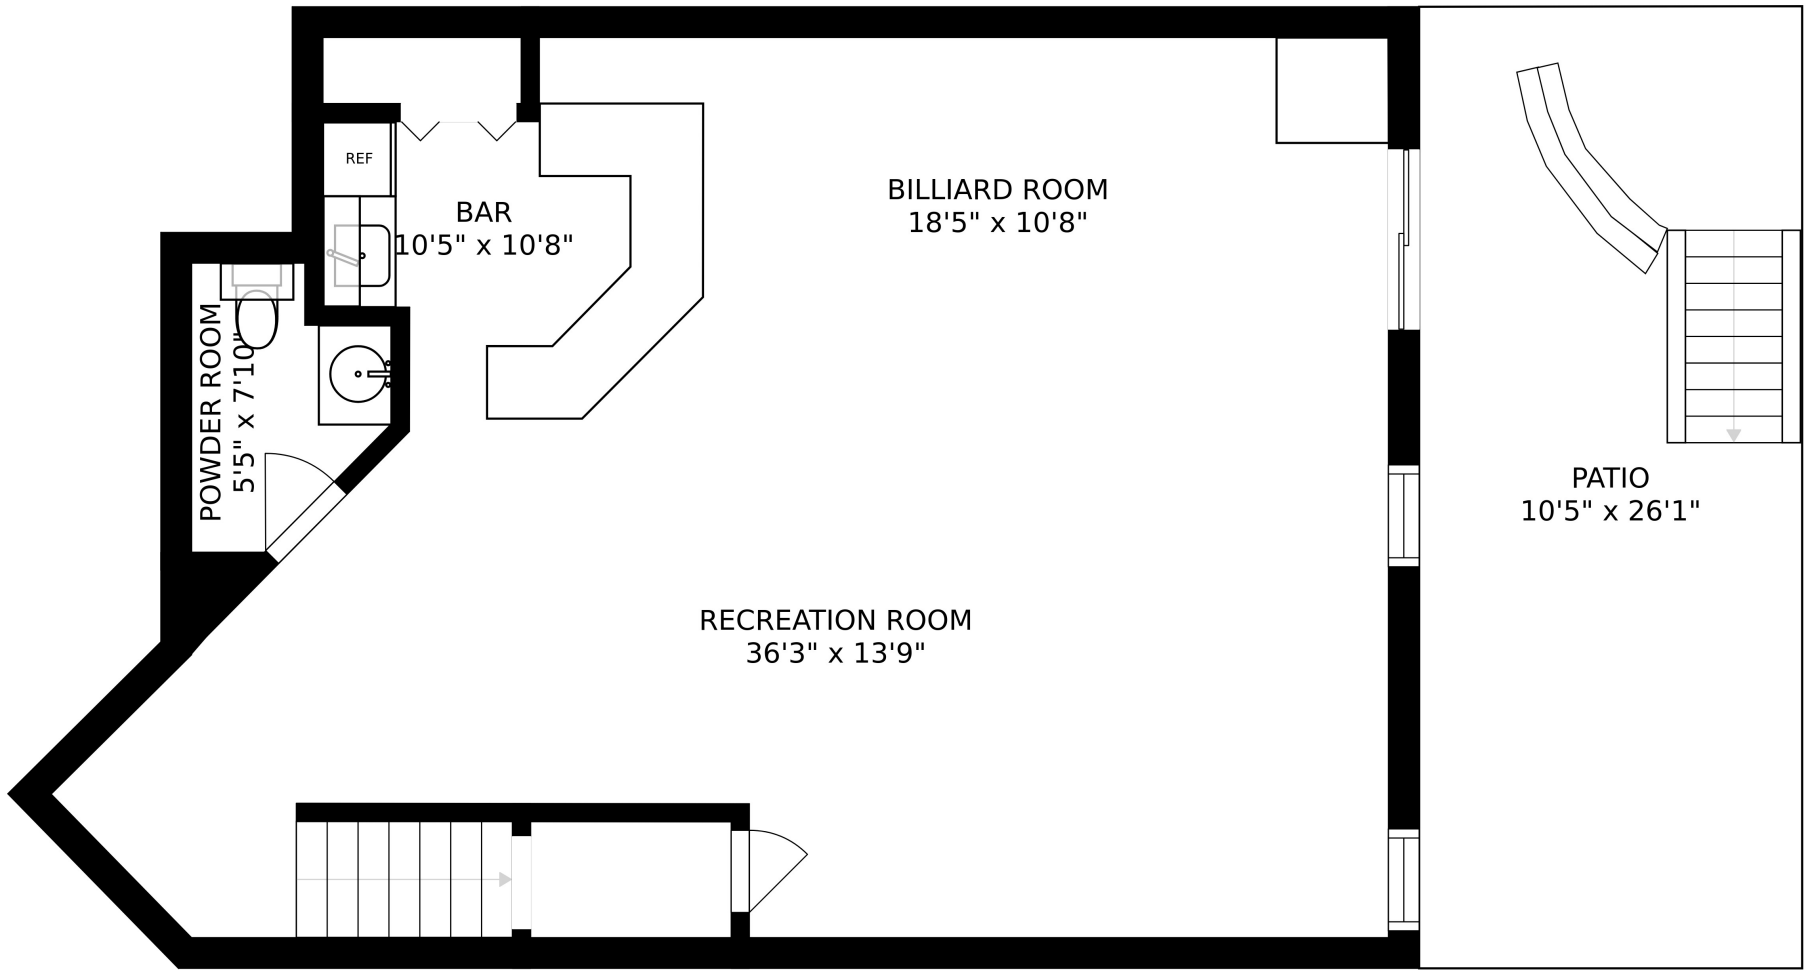 REF
BAR
10'5" x 10'8"
BILLIARD ROOM
18'5" x 10'8"
POWDER ROOM
5'5" x 7'10"
PATIO
10'5" x 26'1"
RECREATION ROOM
36'3" x 13'9"